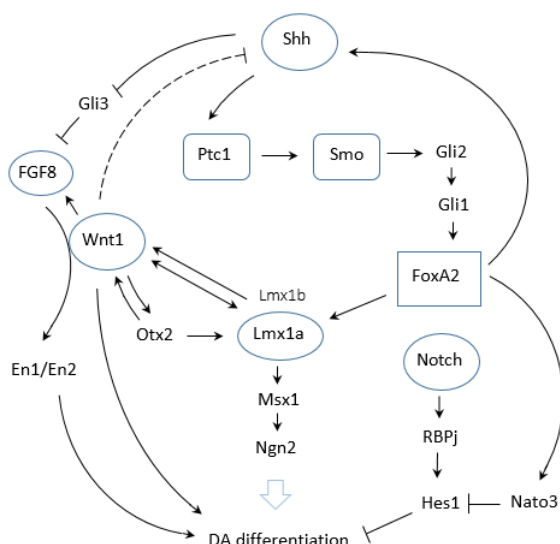 Shh
Gli3
Ptc1
Smo
Gli2
FGF8
Gli1
Wnt1
FoxA2
Lmx1b
Otx2
Lmx1a
Notch
En1/En2
Msx1
RBPj
Ngn2
Hes1
Nato3
DA differentiation